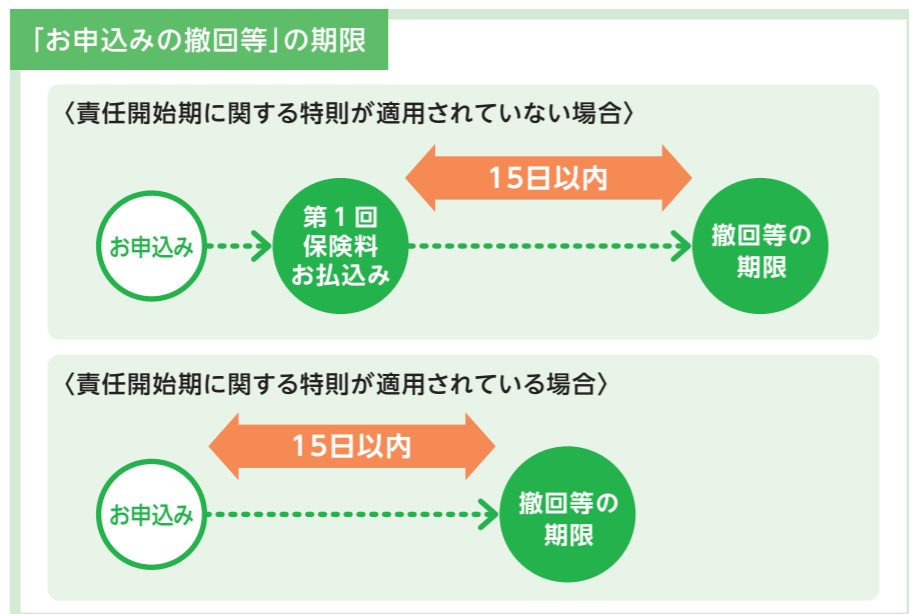 「お申込みの撤回等」の期限
〈責任開始期に関する特則が適用されていない場合〉
15日以内
お申込み
第1回
保険料
お払込み
撤回等の
期限
〈責任開始期に関する特則が適用されている場合〉
15日以内
お申込み
撤回等の
期限